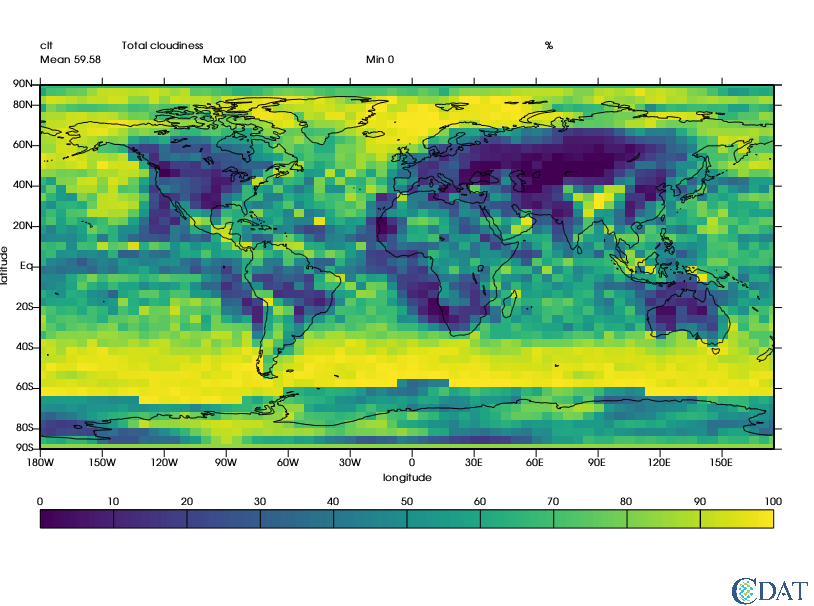 clt Total cloudiness %
Mean 59.58 Max 100 Min 0
90N
80N
60N
40N
20N
Eq
20S
40S
60S
80S
90S
latitude
180W 150W 120W 90W 60W 30W 0 30E 60E 90E 120E 150E
longitude
0 10 20 30 40 50 60 70 80 90 100
CDAT